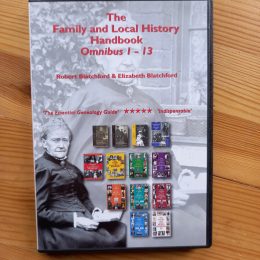 The
Family and Local History
Handbook
Omnibus 1 - 13
Robert Blatchford & Elizabeth Blatchford
'The Essential Genealogy Guide' ★★★★★ 'Indispensable'